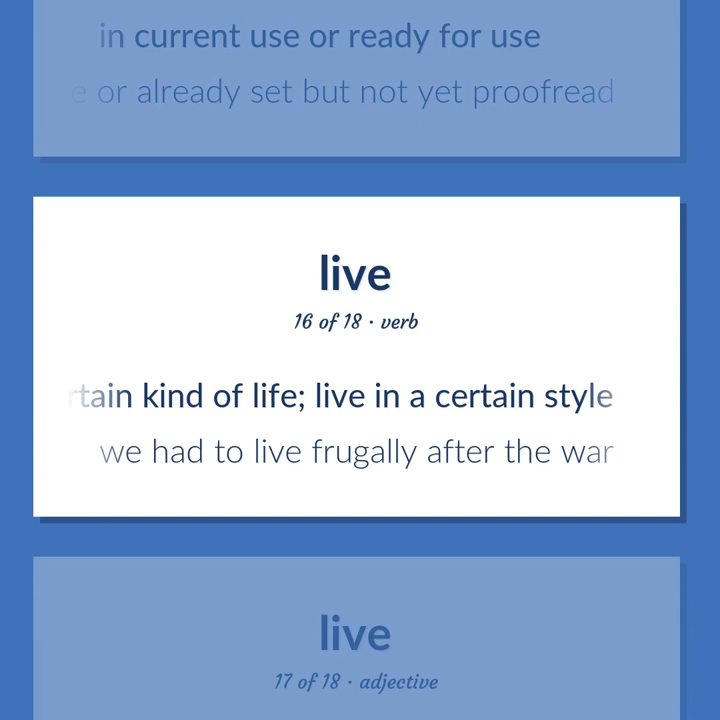 in current use or ready for use
e or already set but not yet proofread
live
16 of 18 · verb
rtain kind of life; live in a certain style
we had to live frugally after the war
live
17 of 18 · adjective